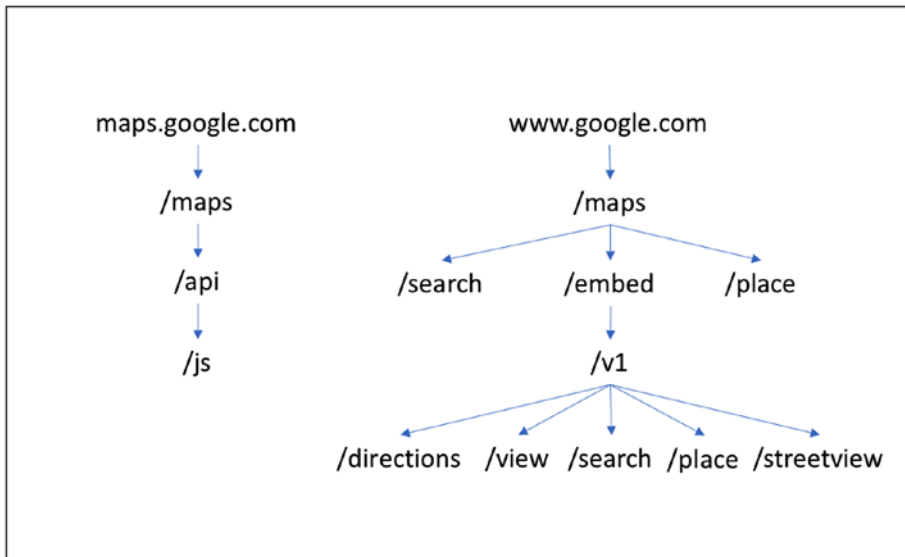 maps.google.com www.google.com
/maps /maps
/api /search /embed /place
/js /v1
/directions /view /search /place /streetview